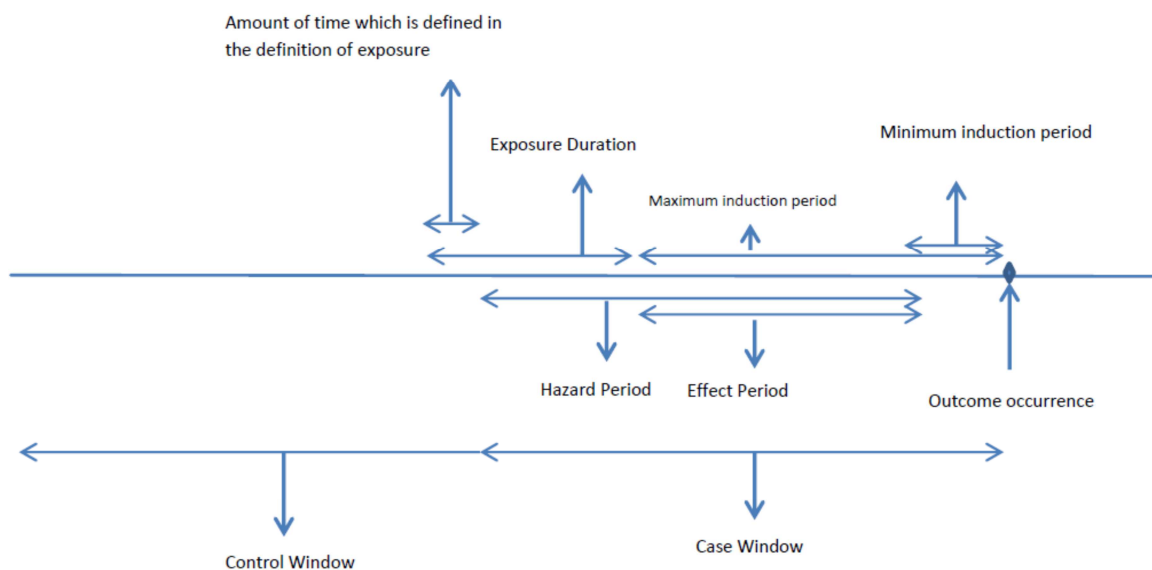 Amount of time which is defined in
the definition of exposure
Minimum induction period
Exposure Duration
Maximum induction period
Hazard Period
Effect Period
Outcome occurrence
Control Window
Case Window